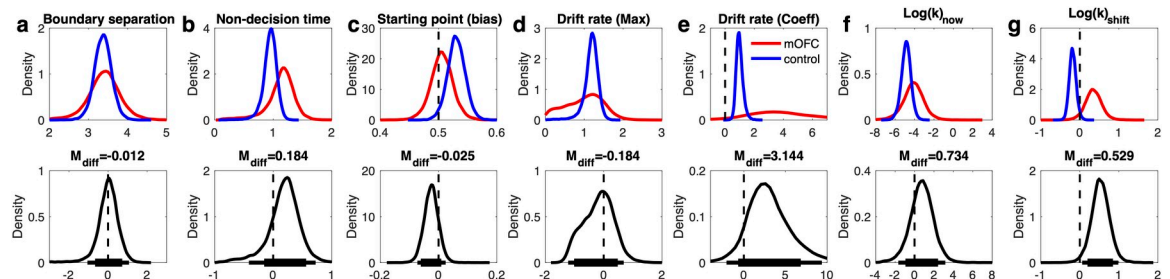 a Boundary separation
b Non-decision time
c Starting point (bias)
d Drift rate (Max)
e Drift rate (Coeff)
f Log(k)now
g Log(k)shift
Density
2
1
0
2 3 4 5
Density
4
2
0
0 1 2
Density
30
20
10
0
0.4 0.5 0.6
Density
3
2
1
0
0 1 2 3
Density
2
1.5
1
0.5
0
0 2 4 6
mOFC
control
Density
1
0.5
0
-8 -6 -4 -2 0 2 4
Density
6
4
2
0
-1 0 1 2
Mdiff=-0.012
Density
1
0.5
0
-2 0 2
Mdiff=0.184
Density
2
1
0
-1 0 1
Mdiff=-0.025
Density
20
10
0
-0.2 -0.1 0 0.1 0.2
Mdiff=-0.184
Density
1
0.5
0
-2 -1 0 1
Mdiff=3.144
Density
0.2
0.1
0
0 5 10
Mdiff=0.734
Density
0.4
0.2
0
-4 -2 0 2 4 6 8
Mdiff=0.529
Density
2
1
0
-1 0 1 2